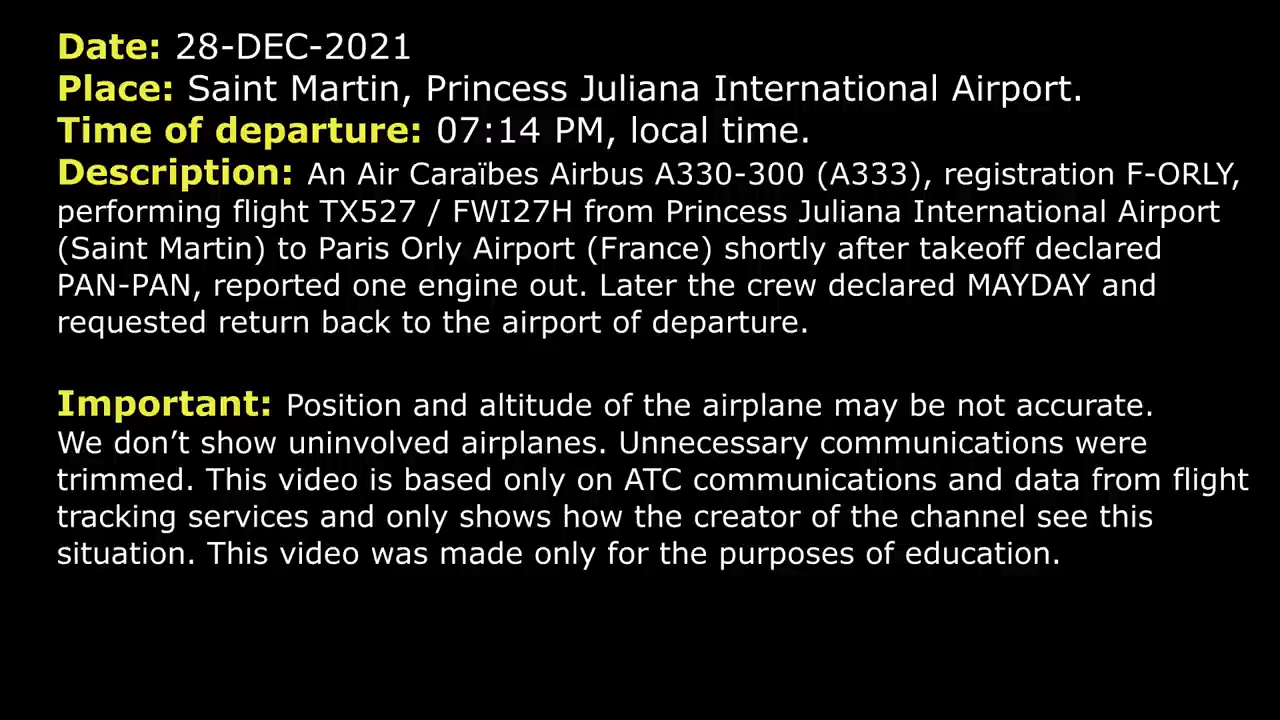 Date: 28-DEC-2021
Place: Saint Martin, Princess Juliana International Airport.
Time of departure: 07:14 PM, local time.
Description: An Air Caraïbes Airbus A330-300 (A333), registration F-ORLY,
performing flight TX527 / FWI27H from Princess Juliana International Airport
(Saint Martin) to Paris Orly Airport (France) shortly after takeoff declared
PAN-PAN, reported one engine out. Later the crew declared MAYDAY and
requested return back to the airport of departure.
Important: Position and altitude of the airplane may be not accurate.
We don’t show uninvolved airplanes. Unnecessary communications were
trimmed. This video is based only on ATC communications and data from flight
tracking services and only shows how the creator of the channel see this
situation. This video was made only for the purposes of education.